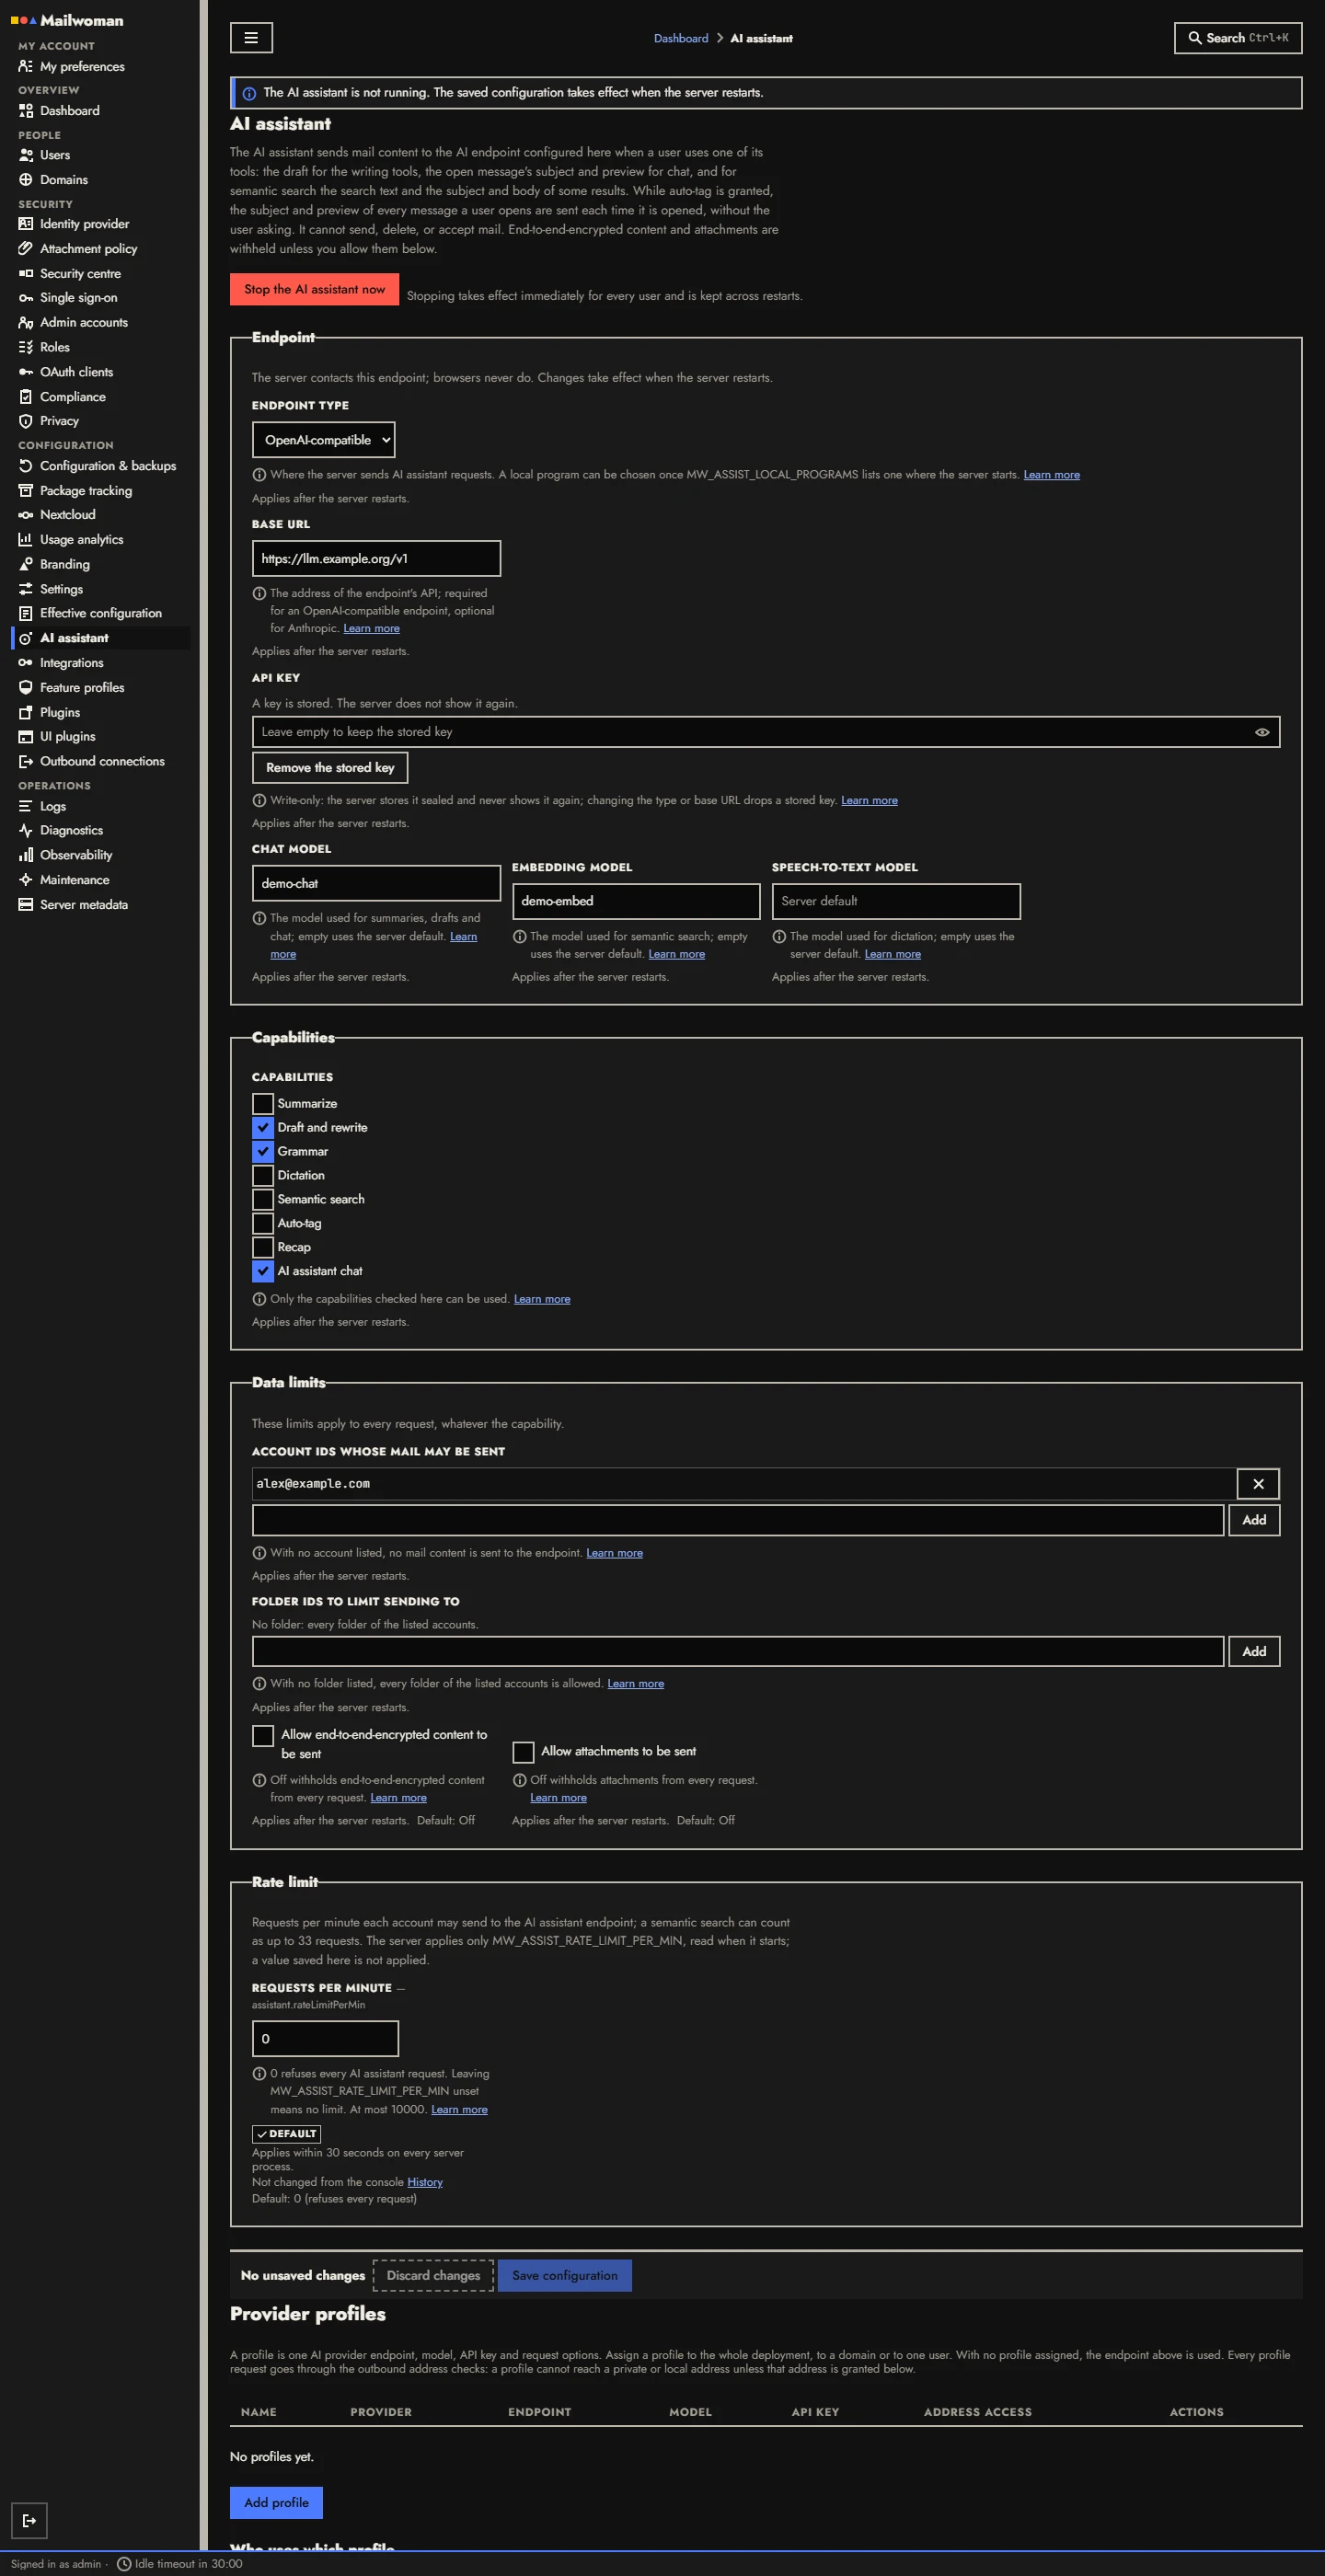 Mailwoman
MY ACCOUNT
My preferences
OVERVIEW
Dashboard
PEOPLE
Users
Domains
SECURITY
Identity provider
Attachment policy
Security centre
Single sign-on
Admin accounts
Roles
OAuth clients
Compliance
Privacy
CONFIGURATION
Configuration & backups
Package tracking
Nextcloud
Usage analytics
Branding
Settings
Effective configuration
AI assistant
Integrations
Feature profiles
Plugins
UI plugins
Outbound connections
OPERATIONS
Logs
Diagnostics
Observability
Maintenance
Server metadata
Dashboard > AI assistant
Search Ctrl+K
The AI assistant is not running. The saved configuration takes effect when the server restarts.
AI assistant
The AI assistant sends mail content to the AI endpoint configured here when a user uses one of its
tools: the draft for the writing tools, the open message's subject and preview for chat, and for
semantic search the search text and the subject and body of some results. While auto-tag is granted,
the subject and preview of every message a user opens are sent each time it is opened, without the
user asking. It cannot send, delete, or accept mail. End-to-end-encrypted content and attachments are
withheld unless you allow them below.
Stop the AI assistant now
Stopping takes effect immediately for every user and is kept across restarts.
Endpoint
The server contacts this endpoint; browsers never do. Changes take effect when the server restarts.
ENDPOINT TYPE
OpenAI-compatible
Where the server sends AI assistant requests. A local program can be chosen once MW_ASSIST_LOCAL_PROGRAMS lists one where the server starts. Learn more
Applies after the server restarts.
BASE URL
https://llm.example.org/v1
The address of the endpoint's API; required
for an OpenAI-compatible endpoint, optional
for Anthropic. Learn more
Applies after the server restarts.
API KEY
A key is stored. The server does not show it again.
Leave empty to keep the stored key
Remove the stored key
Write-only: the server stores it sealed and never shows it again; changing the type or base URL drops a stored key. Learn more
Applies after the server restarts.
CHAT MODEL
demo-chat
The model used for summaries, drafts and
chat; empty uses the server default. Learn
more
Applies after the server restarts.
EMBEDDING MODEL
demo-embed
The model used for semantic search; empty
uses the server default. Learn more
Applies after the server restarts.
SPEECH-TO-TEXT MODEL
Server default
The model used for dictation; empty uses the
server default. Learn more
Applies after the server restarts.
Capabilities
CAPABILITIES
Summarize
Draft and rewrite
Grammar
Dictation
Semantic search
Auto-tag
Recap
AI assistant chat
Only the capabilities checked here can be used. Learn more
Applies after the server restarts.
Data limits
These limits apply to every request, whatever the capability.
ACCOUNT IDS WHOSE MAIL MAY BE SENT
alex@example.com
Add
With no account listed, no mail content is sent to the endpoint. Learn more
Applies after the server restarts.
FOLDER IDS TO LIMIT SENDING TO
No folder: every folder of the listed accounts.
Add
With no folder listed, every folder of the listed accounts is allowed. Learn more
Applies after the server restarts.
Allow end-to-end-encrypted content to
be sent
Off withholds end-to-end-encrypted content
from every request. Learn more
Applies after the server restarts. Default: Off
Allow attachments to be sent
Off withholds attachments from every request.
Learn more
Applies after the server restarts. Default: Off
Rate limit
Requests per minute each account may send to the AI assistant endpoint; a semantic search can count
as up to 33 requests. The server applies only MW_ASSIST_RATE_LIMIT_PER_MIN, read when it starts;
a value saved here is not applied.
REQUESTS PER MINUTE —
assistant.rateLimitPerMin
0
0 refuses every AI assistant request. Leaving
MW_ASSIST_RATE_LIMIT_PER_MIN unset
means no limit. At most 10000. Learn more
DEFAULT
Applies within 30 seconds on every server
process.
Not changed from the console History
Default: 0 (refuses every request)
No unsaved changes
Discard changes
Save configuration
Provider profiles
A profile is one AI provider endpoint, model, API key and request options. Assign a profile to the whole deployment, to a domain or to one user. With no profile assigned, the endpoint above is used. Every profile
request goes through the outbound address checks: a profile cannot reach a private or local address unless that address is granted below.
NAME PROVIDER ENDPOINT MODEL API KEY ADDRESS ACCESS ACTIONS
No profiles yet.
Add profile
Who uses which profile
Signed in as admin · Idle timeout in 30:00